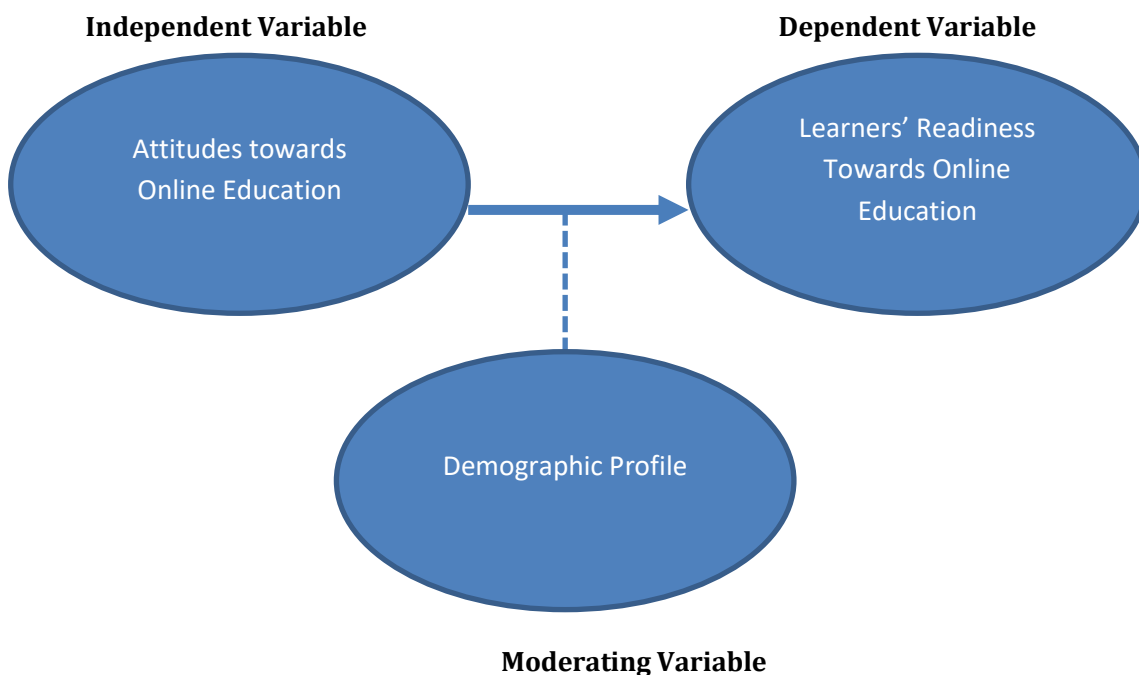 Independent Variable
Dependent Variable
Attitudes towards
Online Education
Learners’ Readiness
Towards Online
Education
Demographic Profile
Moderating Variable